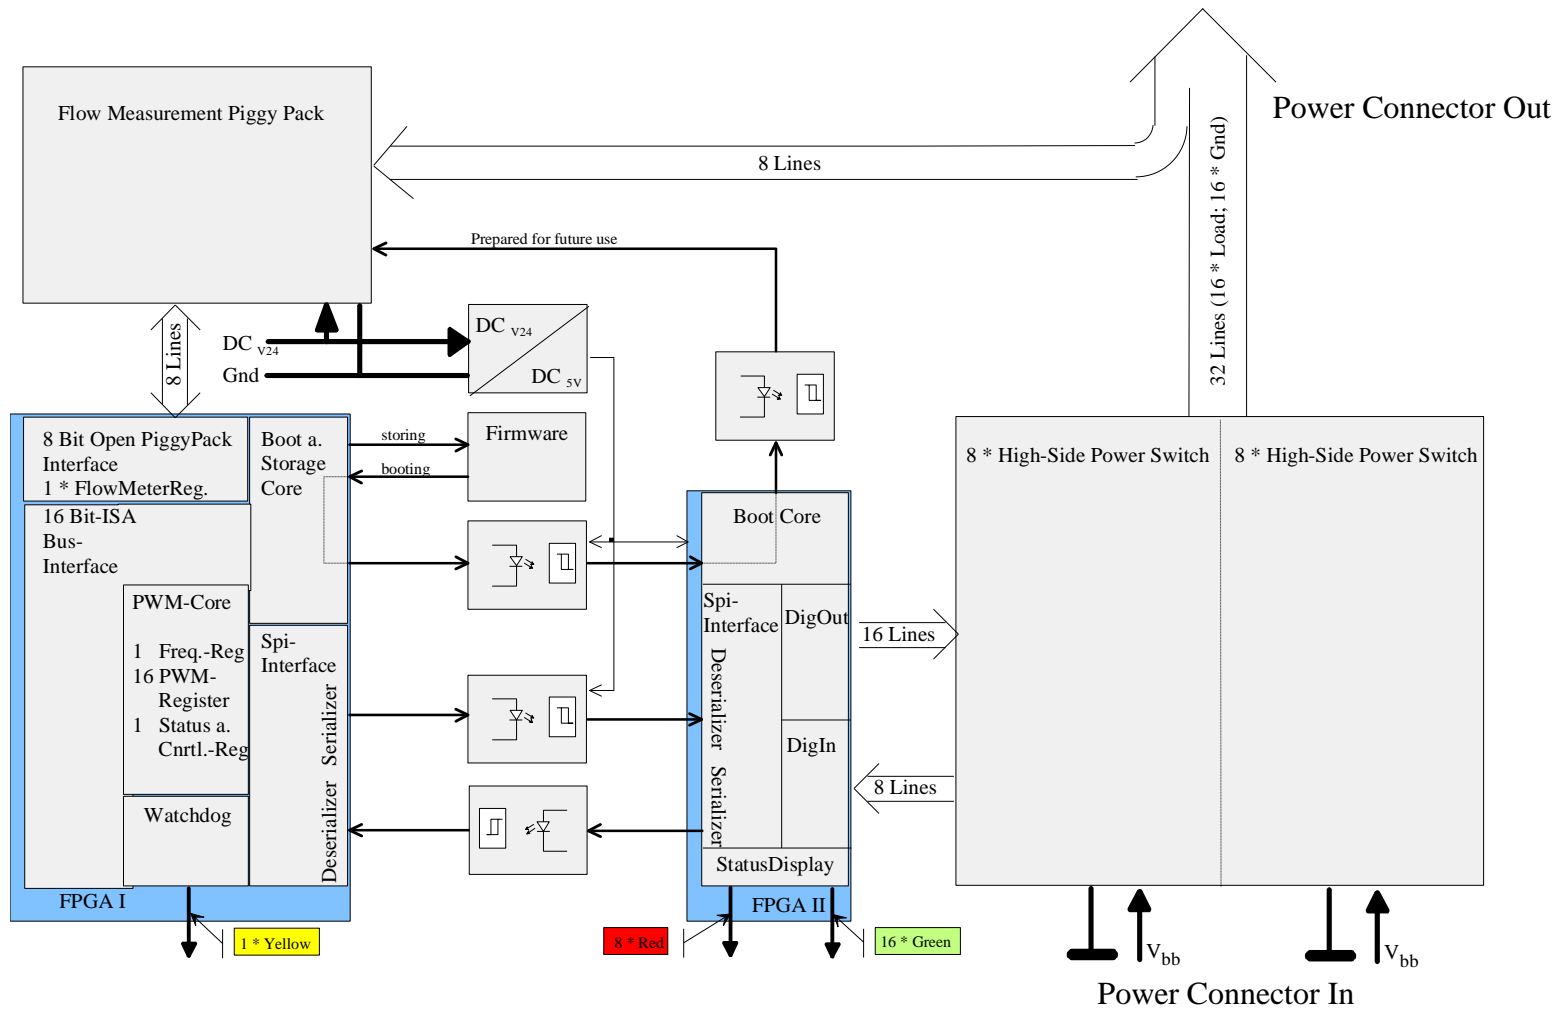 Flow Measurement Piggy Pack
Power Connector Out
8 Lines
32 Lines (16 * Load; 16 * Gnd)
Prepared for future use
8 Lines
DC V24
Gnd
DC V24
DC 5V
8 Bit Open PiggyPack
Interface
1 * FlowMeterReg.
Boot a.
Storage
Core
storing
booting
Firmware
16 Bit-ISA
Bus-
Interface
PWM-Core
1 Freq.-Reg
16 PWM-
Register
1 Status a.
Cnrtl.-Reg
Watchdog
Spi-
Interface
Deserializer Serializer
FPGA I
1 * Yellow
Boot Core
Spi-
Interface
DigOut
Deserializer Serializer
DigIn
StatusDisplay
FPGA II
8 * Red
16 * Green
16 Lines
8 Lines
8 * High-Side Power Switch
8 * High-Side Power Switch
Vbb
Vbb
Power Connector In